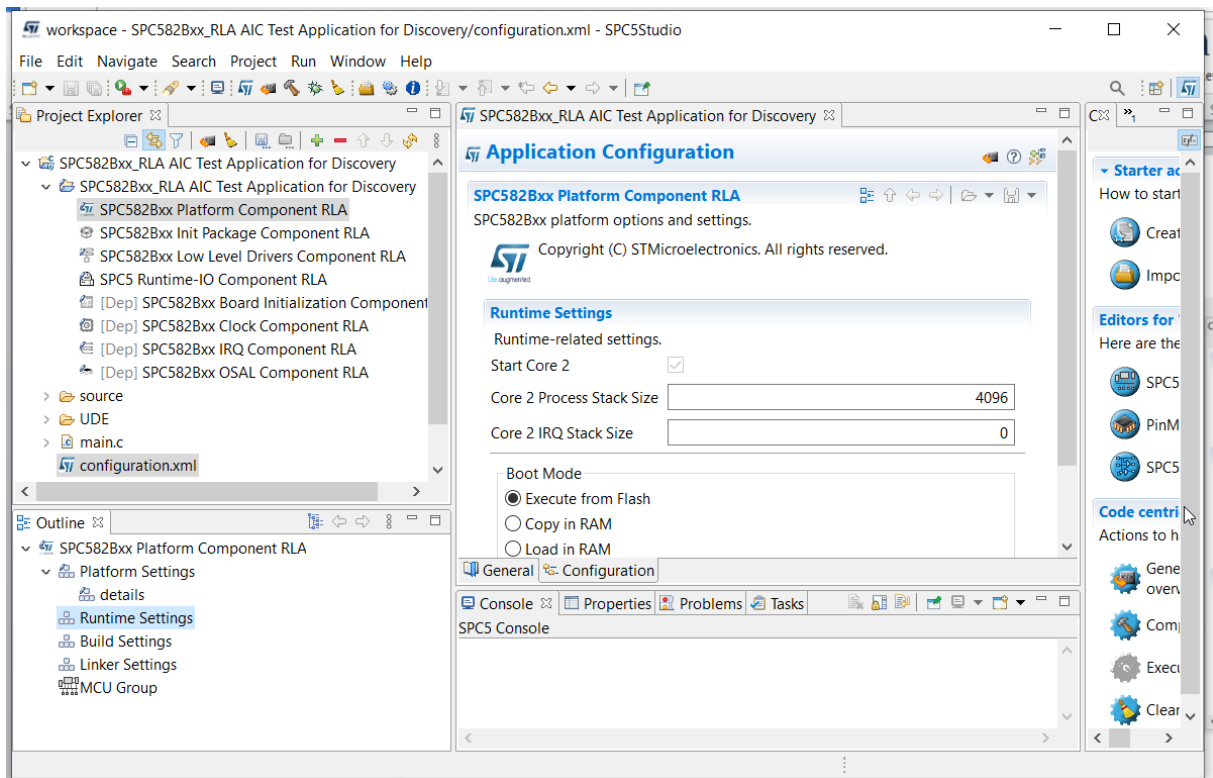 workspace - SPC582Bxx_RLA AIC Test Application for Discovery/configuration.xml - SPC5Studio
File Edit Navigate Search Project Run Window Help
Project Explorer
SPC582Bxx_RLA AIC Test Application for Discovery
SPC582Bxx_RLA AIC Test Application for Discovery
SPC582Bxx Platform Component RLA
SPC582Bxx Init Package Component RLA
SPC582Bxx Low Level Drivers Component RLA
SPC5 Runtime-IO Component RLA
[Dep] SPC582Bxx Board Initialization Component
[Dep] SPC582Bxx Clock Component RLA
[Dep] SPC582Bxx IRQ Component RLA
[Dep] SPC582Bxx OSAL Component RLA
source
UDE
main.c
configuration.xml
Outline
SPC582Bxx Platform Component RLA
Platform Settings
details
Runtime Settings
Build Settings
Linker Settings
MCU Group
SPC582Bxx_RLA AIC Test Application for Discovery
Application Configuration
SPC582Bxx Platform Component RLA
SPC582Bxx platform options and settings.
Copyright (C) STMicroelectronics. All rights reserved.
life.augmented
Runtime Settings
Runtime-related settings.
Start Core 2
Core 2 Process Stack Size 4096
Core 2 IRQ Stack Size 0
Boot Mode
Execute from Flash
Copy in RAM
Load in RAM
General Configuration
Console Properties Problems Tasks
SPC5 Console
Starter ac
How to start
Creat
Impo
Editors for
Here are the
SPC5
PinM
SPC5
Code centri
Actions to h
Gene
overv
Com
Execu
Clear